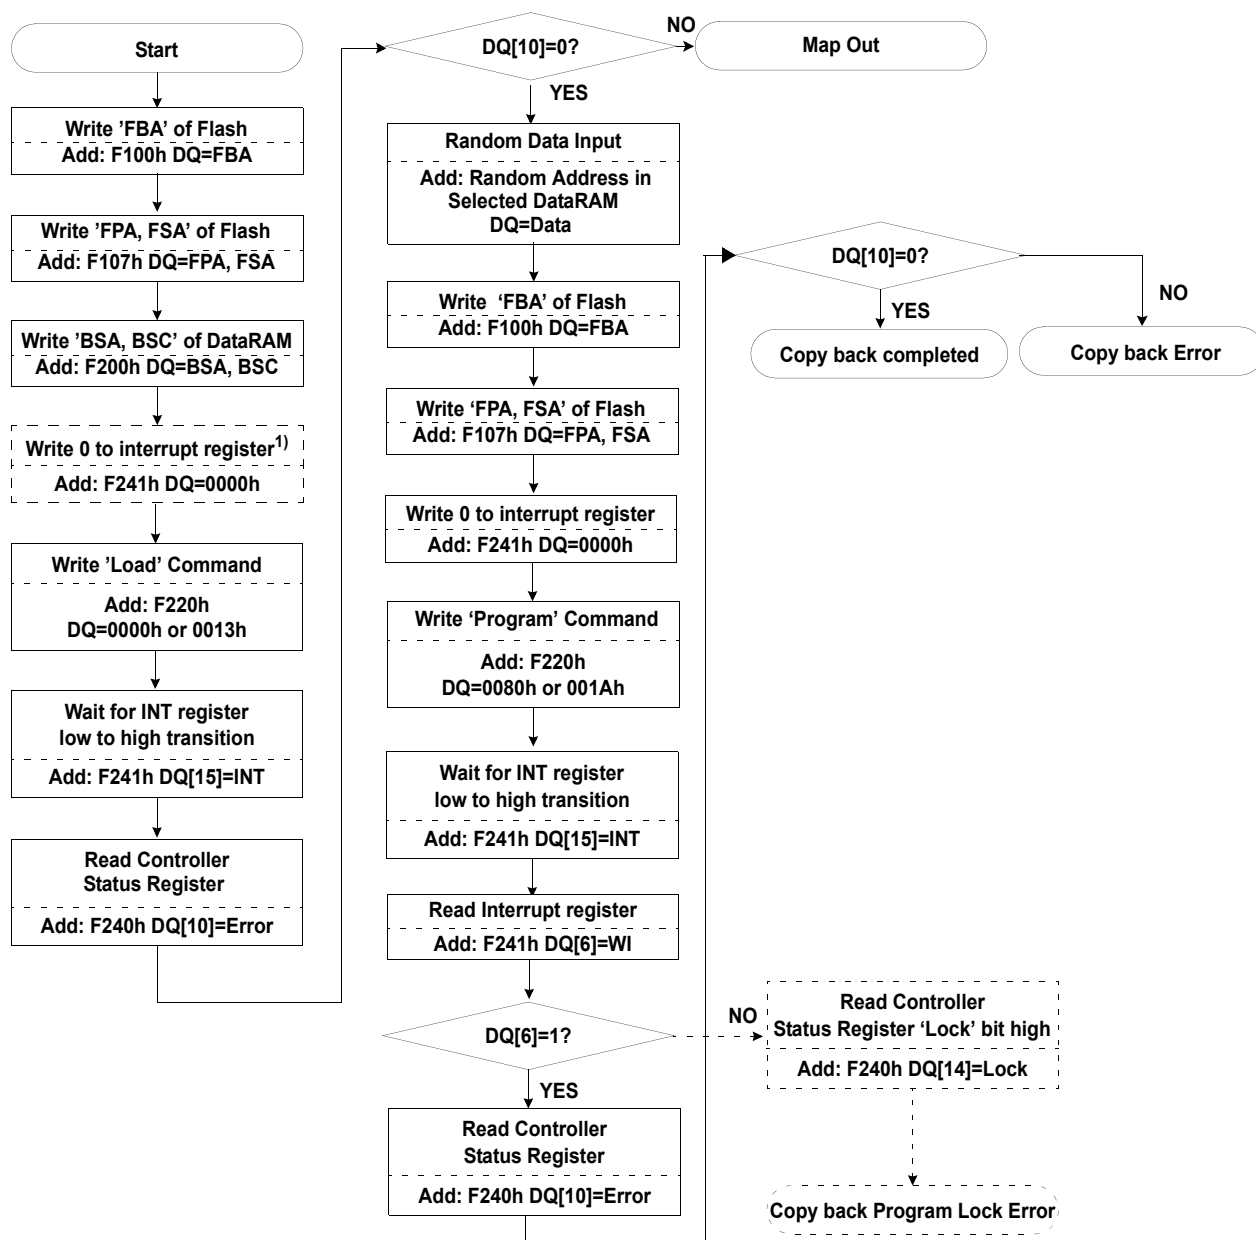 Start
Write 'FBA' of Flash
Add: F100h DQ=FBA
Write 'FPA, FSA' of Flash
Add: F107h DQ=FPA, FSA
Write 'BSA, BSC' of DataRAM
Add: F200h DQ=BSA, BSC
Write 0 to interrupt register1)
Add: F241h DQ=0000h
Write 'Load' Command
Add: F220h
DQ=0000h or 0013h
Wait for INT register
low to high transition
Add: F241h DQ[15]=INT
Read Controller
Status Register
Add: F240h DQ[10]=Error
DQ[10]=0?
NO
Map Out
YES
Random Data Input
Add: Random Address in
Selected DataRAM
DQ=Data
Write ‘FBA’ of Flash
Add: F100h DQ=FBA
Write ‘FPA, FSA’ of Flash
Add: F107h DQ=FPA, FSA
Write 0 to interrupt register
Add: F241h DQ=0000h
Write ‘Program’ Command
Add: F220h
DQ=0080h or 001Ah
Wait for INT register
low to high transition
Add: F241h DQ[15]=INT
Read Interrupt register
Add: F241h DQ[6]=WI
DQ[6]=1?
NO
YES
Read Controller
Status Register
Add: F240h DQ[10]=Error
DQ[10]=0?
NO
YES
Copy back completed
Copy back Error
Read Controller
Status Register ‘Lock’ bit high
Add: F240h DQ[14]=Lock
Copy back Program Lock Error